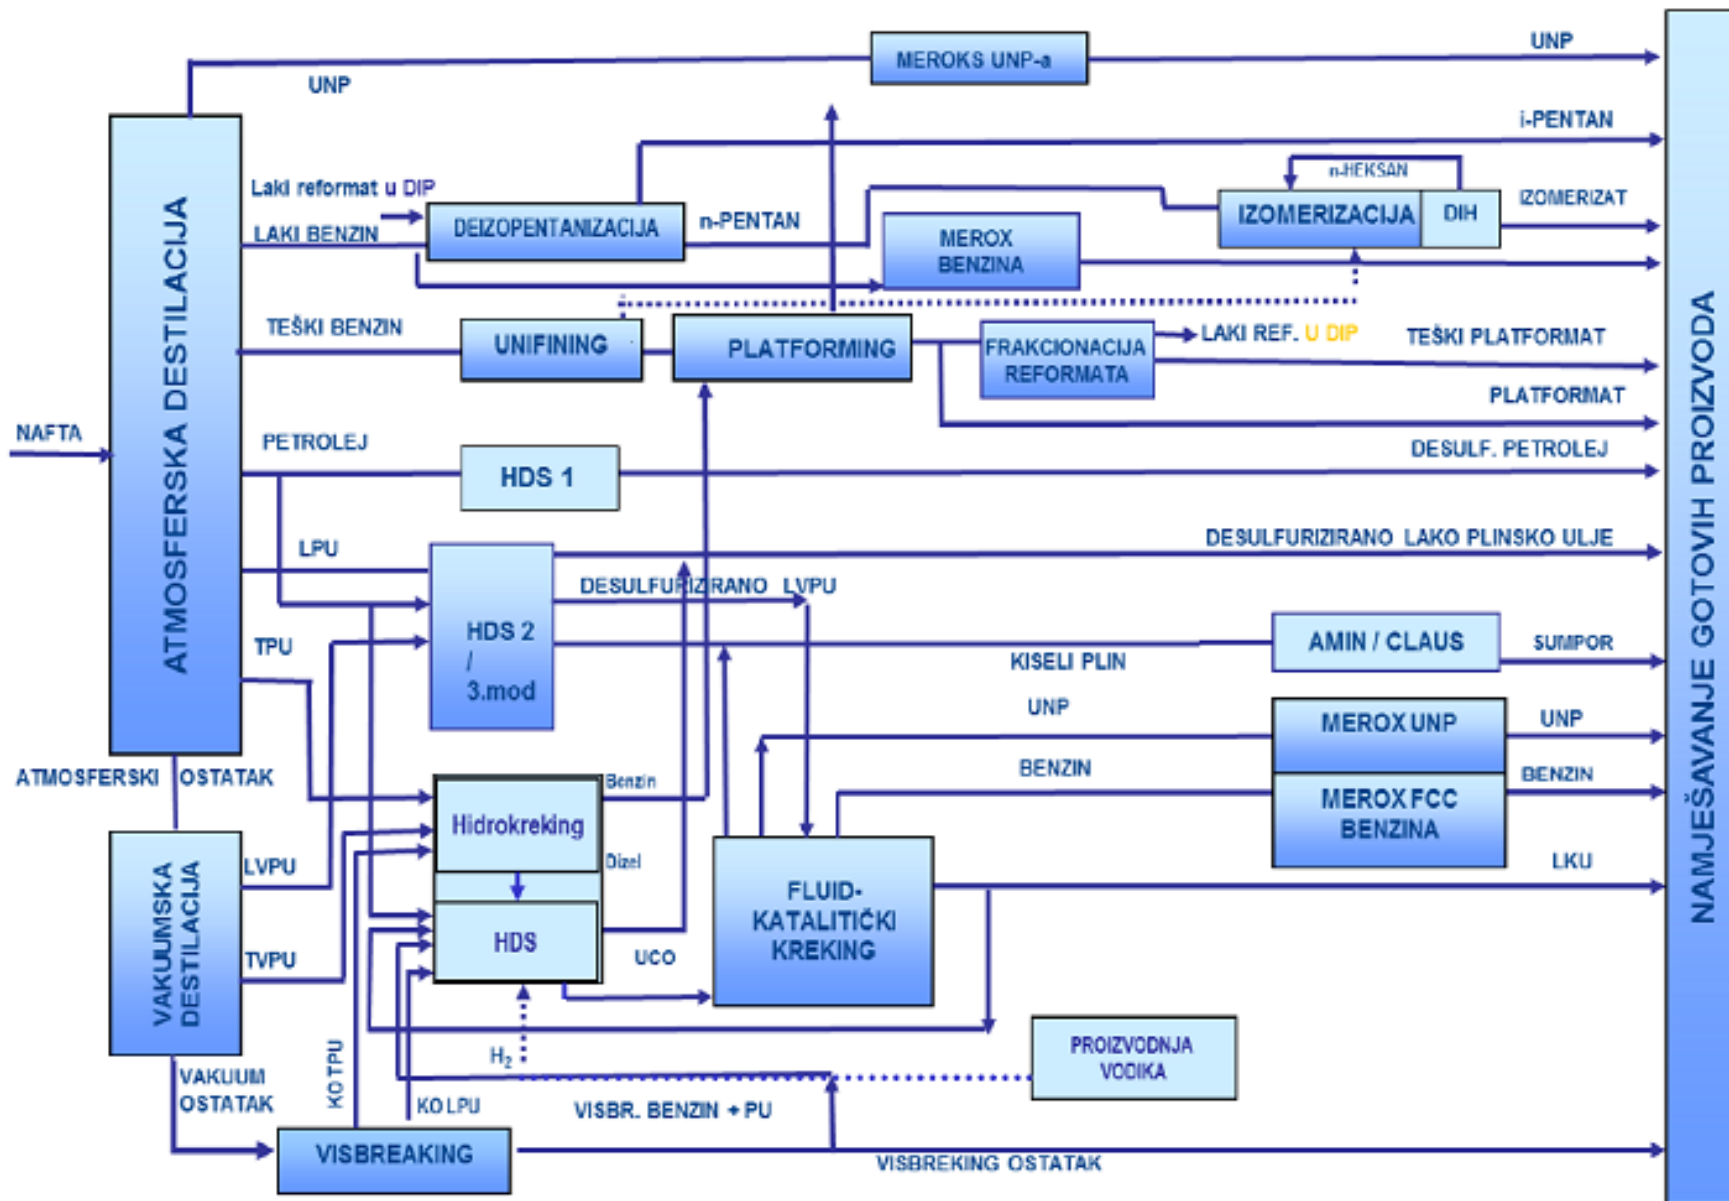 UNP
MEROKS UNP-a
UNP
i-PENTAN
n-HEKSAN
Laki reformat u DIP
LAKI BENZIN
DEIZOPENTANIZACIJA
n-PENTAN
MEROX
BENZINA
IZOMERIZACIJA
DIH
IZOMERIZAT
TEŠKI BENZIN
UNIFINING
PLATFORMING
FRAKCIONACIJA
REFORMATA
LAKI REF. U DIP
TEŠKI PLATFORMAT
PLATFORMAT
NAFTA
ATMOSFERSKA DESTILACIJA
PETROLEJ
HDS 1
DESULF. PETROLEJ
LPU
DESULFURIZIRANO LAKO PLINSKO ULJE
DESULFURIZIRANO LVPU
HDS 2
/
3.mod
TPU
KISELI PLIN
AMIN / CLAUS
SUMPOR
UNP
MEROX UNP
UNP
BENZIN
MEROX FCC
BENZINA
BENZIN
ATMOSFERSKI OSTATAK
Benzin
Hidrokreking
Dizel
LVPU
HDS
UCO
FLUID-
KATALITIČKI
KREKING
LKU
VAKUUMSKA
DESTILACIJA
TVPU
H2
PROIZVODNJA
VODIKA
VAKUUM
OSTATAK
KO TPU
KO LPU
VISBR. BENZIN + PU
VISBREAKING
VISBREKING OSTATAK
NAMJEŠAVANJE GOTOVIH PROIZVODA